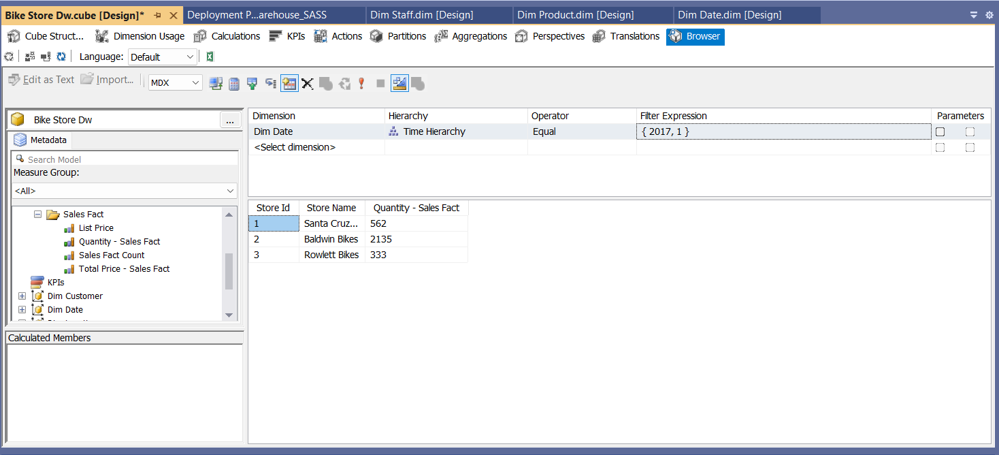 Bike Store Dw.cube [Design]* Deployment P...arehouse_SASS Dim Staff.dim [Design] Dim Product.dim [Design] Dim Date.dim [Design]
Cube Struct... Dimension Usage Calculations KPIs Actions Partitions Aggregations Perspectives Translations Browser
Language: Default
Edit as Text Import... MDX
Bike Store Dw ...
Metadata
Search Model
Measure Group:
<All>
Sales Fact
List Price
Quantity - Sales Fact
Sales Fact Count
Total Price - Sales Fact
KPIs
Dim Customer
Dim Date
Calculated Members
Dimension Hierarchy Operator Filter Expression Parameters
Dim Date Time Hierarchy Equal { 2017, 1 }
<Select dimension>
Store Id Store Name Quantity - Sales Fact
1 Santa Cruz... 562
2 Baldwin Bikes 2135
3 Rowlett Bikes 333